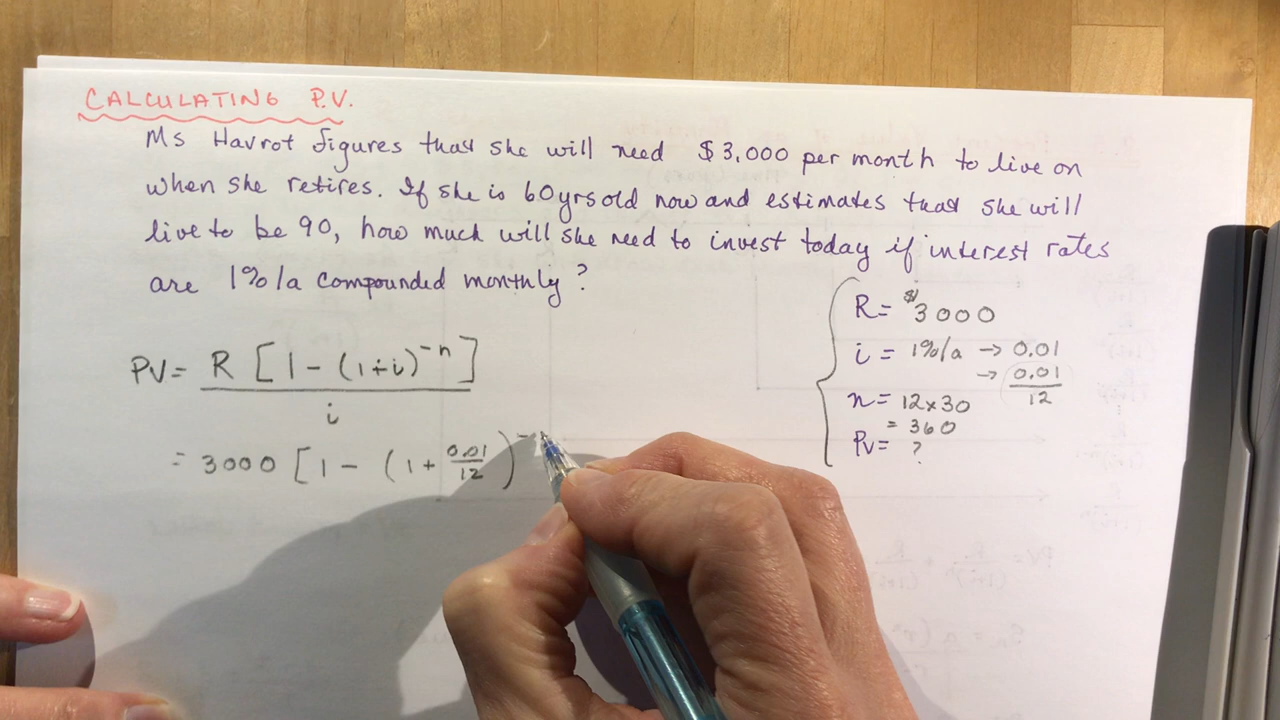 CALCULATING P.V.
Ms Havrot figures that she will need $3,000 per month to live on
when she retires. If she is 60yrs old now and estimates that she will
live to be 90, how much will she need to invest today if interest rates
are 1%/a compounded monthly?
PV = R [1 - (1+i)^-n]
i
= 3000 [1 - (1 + 0.01/12)^-
R = $3000
i = 1%/a → 0.01
→ 0.01/12
n = 12×30
= 360
PV = ?